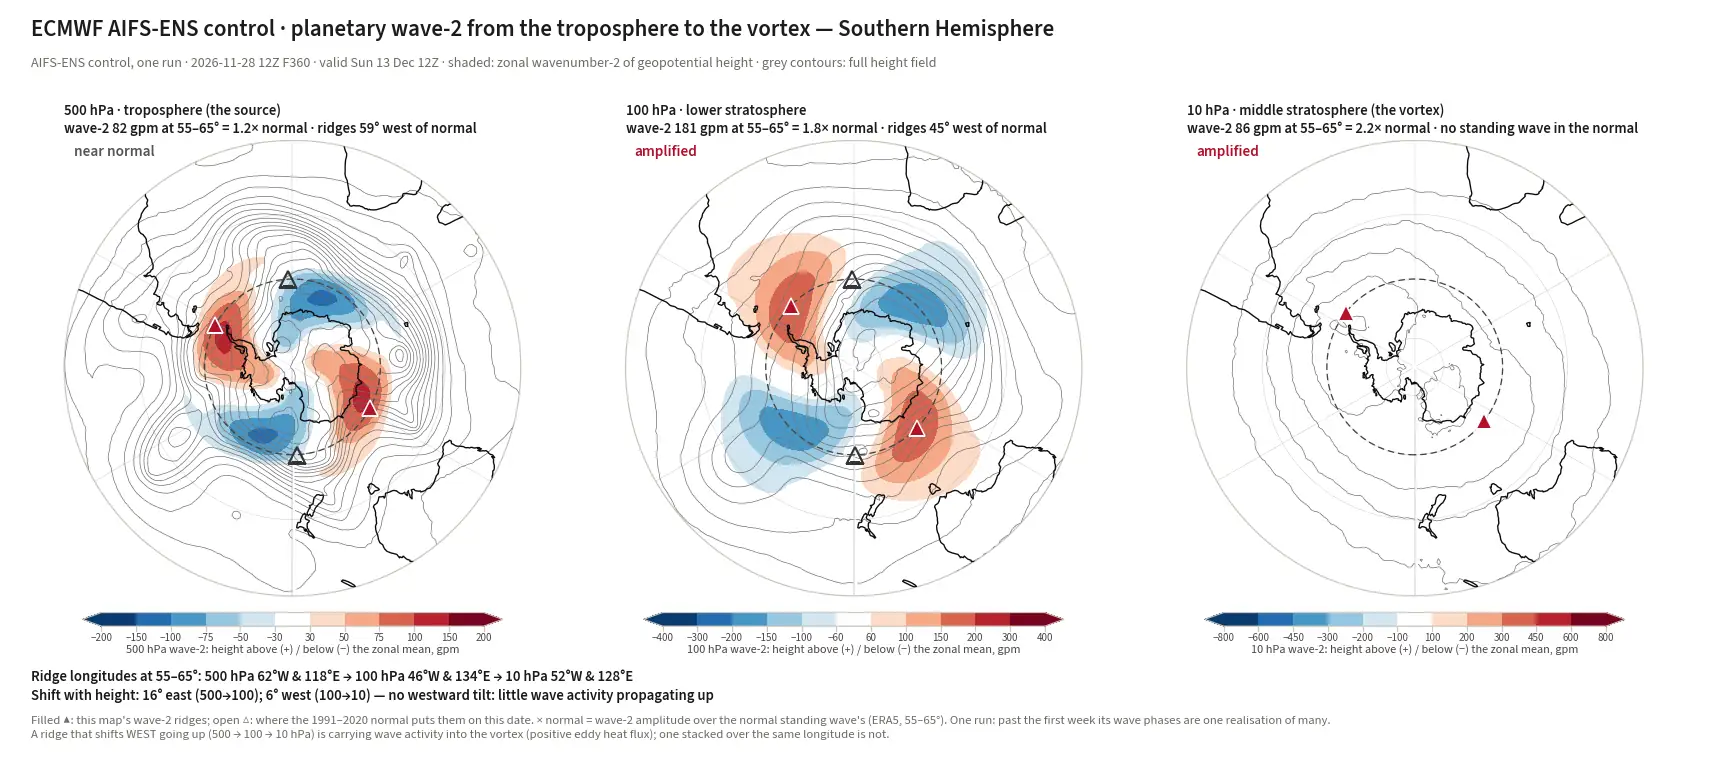 ECMWF AIFS-ENS control · planetary wave-2 from the troposphere to the vortex — Southern Hemisphere
AIFS-ENS control, one run · 2026-11-28 12Z F360 · valid Sun 13 Dec 12Z · shaded: zonal wavenumber-2 of geopotential height · grey contours: full height field
500 hPa · troposphere (the source)
wave-2 82 gpm at 55–65° = 1.2× normal · ridges 59° west of normal
near normal
100 hPa · lower stratosphere
wave-2 181 gpm at 55–65° = 1.8× normal · ridges 45° west of normal
amplified
10 hPa · middle stratosphere (the vortex)
wave-2 86 gpm at 55–65° = 2.2× normal · no standing wave in the normal
amplified
−200 −150 −100 −75 −50 −30 30 50 75 100 150 200
500 hPa wave-2: height above (+) / below (−) the zonal mean, gpm
−400 −300 −200 −150 −100 −60 60 100 150 200 300 400
100 hPa wave-2: height above (+) / below (−) the zonal mean, gpm
−800 −600 −450 −300 −200 −100 100 200 300 450 600 800
10 hPa wave-2: height above (+) / below (−) the zonal mean, gpm
Ridge longitudes at 55–65°: 500 hPa 62°W & 118°E → 100 hPa 46°W & 134°E → 10 hPa 52°W & 128°E
Shift with height: 16° east (500→100); 6° west (100→10) — no westward tilt: little wave activity propagating up
Filled ▲: this map's wave-2 ridges; open △: where the 1991–2020 normal puts them on this date. × normal = wave-2 amplitude over the normal standing wave's (ERA5, 55–65°). One run: past the first week its wave phases are one realisation of many.
A ridge that shifts WEST going up (500 → 100 → 10 hPa) is carrying wave activity into the vortex (positive eddy heat flux); one stacked over the same longitude is not.